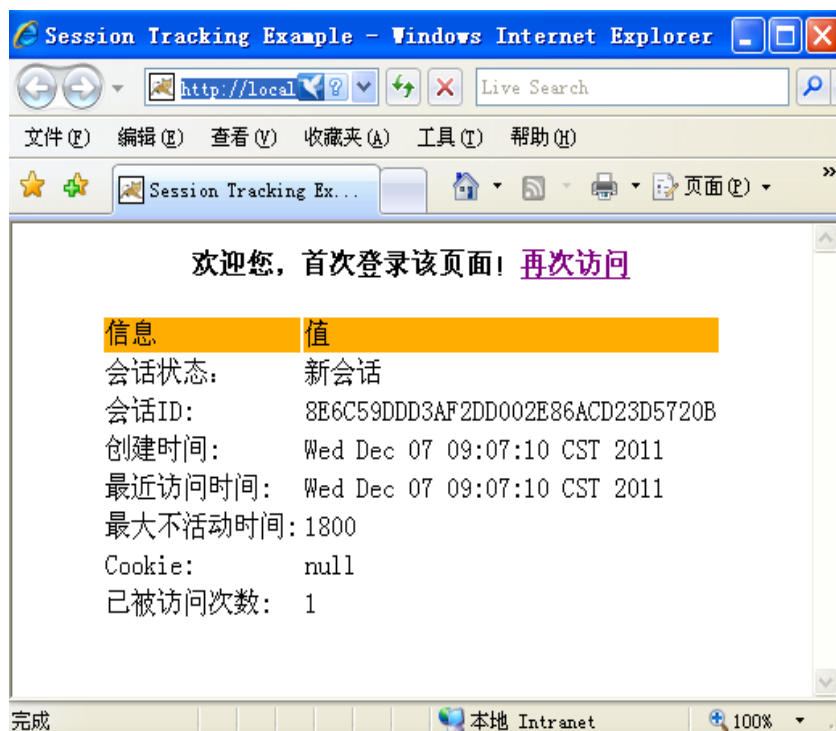 Session Tracking Example - Windows Internet Explorer
http://local
Live Search
文件(F) 编辑(E) 查看(V) 收藏夹(A) 工具(T) 帮助(H)
Session Tracking Ex...
页面(P)
欢迎您，首次登录该页面！再次访问
信息 值
会话状态： 新会话
会话ID: 8E6C59DDD3AF2DD002E86ACD23D5720B
创建时间: Wed Dec 07 09:07:10 CST 2011
最近访问时间: Wed Dec 07 09:07:10 CST 2011
最大不活动时间: 1800
Cookie: null
已被访问次数: 1
完成 本地 Intranet 100%